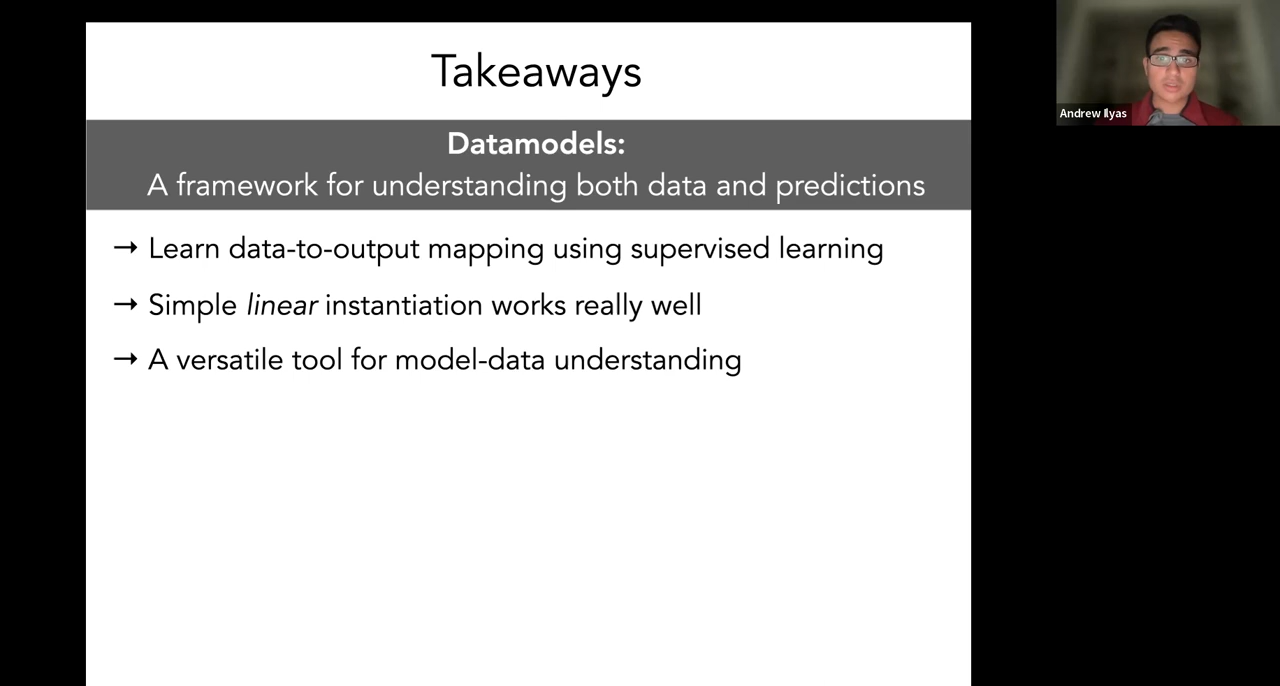 Takeaways
Datamodels:
A framework for understanding both data and predictions
→ Learn data-to-output mapping using supervised learning
→ Simple linear instantiation works really well
→ A versatile tool for model-data understanding
Andrew Ilyas